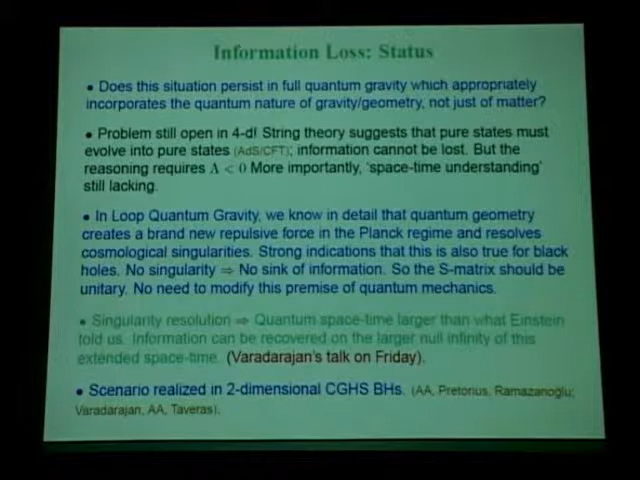 Information Loss: Status
• Does this situation persist in full quantum gravity which appropriately
incorporates the quantum nature of gravity/geometry, not just of matter?
• Problem still open in 4-d! String theory suggests that pure states must
evolve into pure states (AdS/CFT); information cannot be lost. But the
reasoning requires Λ < 0 More importantly, 'space-time understanding'
still lacking.
• In Loop Quantum Gravity, we know in detail that quantum geometry
creates a brand new repulsive force in the Planck regime and resolves
cosmological singularities. Strong indications that this is also true for black
holes. No singularity ⇒ No sink of information. So the S-matrix should be
unitary. No need to modify this premise of quantum mechanics.
• Singularity resolution ⇒ Quantum space-time larger than what Einstein
told us. Information can be recovered on the larger null infinity of this
extended space-time. (Varadarajan's talk on Friday).
• Scenario realized in 2-dimensional CGHS BHs. (AA, Pretorius, Ramazanoğlu;
Varadarajan, AA, Taveras).